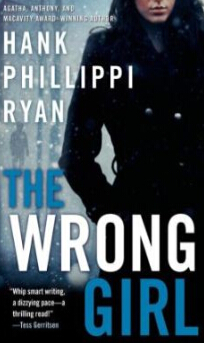 AGATHA, ANTHONY, AND
MACAVITY AWARD-WINNING AUTHOR
HANK
PHILLIPPI
RYAN
THE
WRONG
GIRL
"Whip smart writing,
a dizzying pace—a
thrilling read!"
—Tess Gerritsen